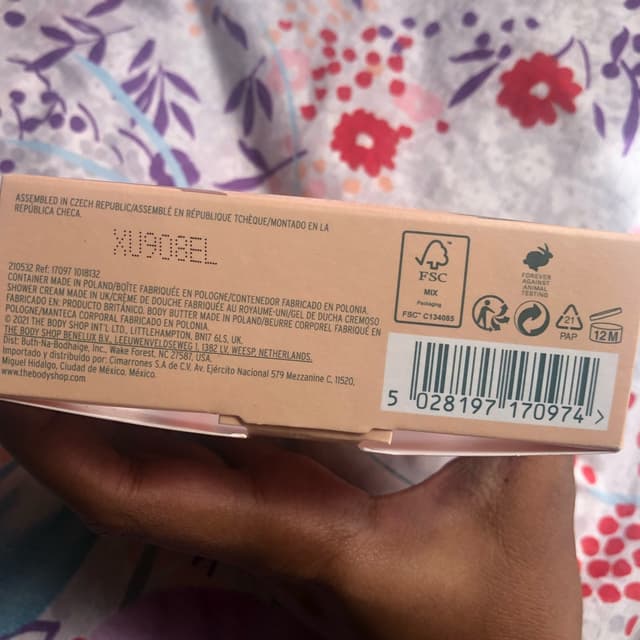 ASSEMBLED IN CZECH REPUBLIC/ASSEMBLÉ EN RÉPUBLIQUE TCHÈQUE/MONTADO EN LA
REPÚBLICA CHECA.
XU908EL
210532 Ref: 17097 1018132
CONTAINER MADE IN POLAND/BOÎTE FABRIQUÉE EN POLOGNE/CONTENEDOR FABRICADO EN POLONIA.
SHOWER CREAM MADE IN UK/CRÈME DE DOUCHE FABRIQUÉE AU ROYAUME-UNI/GEL DE DUCHA CREMOSO
FABRICADO EN: PRODUCTO BRITÁNICO. BODY BUTTER MADE IN POLAND/BEURRE CORPOREL FABRIQUÉ EN
POLOGNE/MANTECA CORPORAL FABRICADO EN POLONIA.
© 2021 THE BODY SHOP INT'L LTD., LITTLEHAMPTON, BN17 6LS, UK.
THE BODY SHOP BENELUX B.V., LEEUWENVELDSEWEG 1, 1382 LV, WEESP, NETHERLANDS.
Dist: Buth-Na-Bodhaige, Inc., Wake Forest, NC 27587, USA.
Importado y distribuido por: Cimarrones S.A de C.V. Av. Ejército Nacional 579 Mezzanine C, 11520,
Miguel Hidalgo, Ciudad de México. México.
www.thebodyshop.com
FSC
MIX
Packaging
FSC® C134085
FOREVER
AGAINST
ANIMAL
TESTING
21
PAP
12 M
5 028197 170974 >